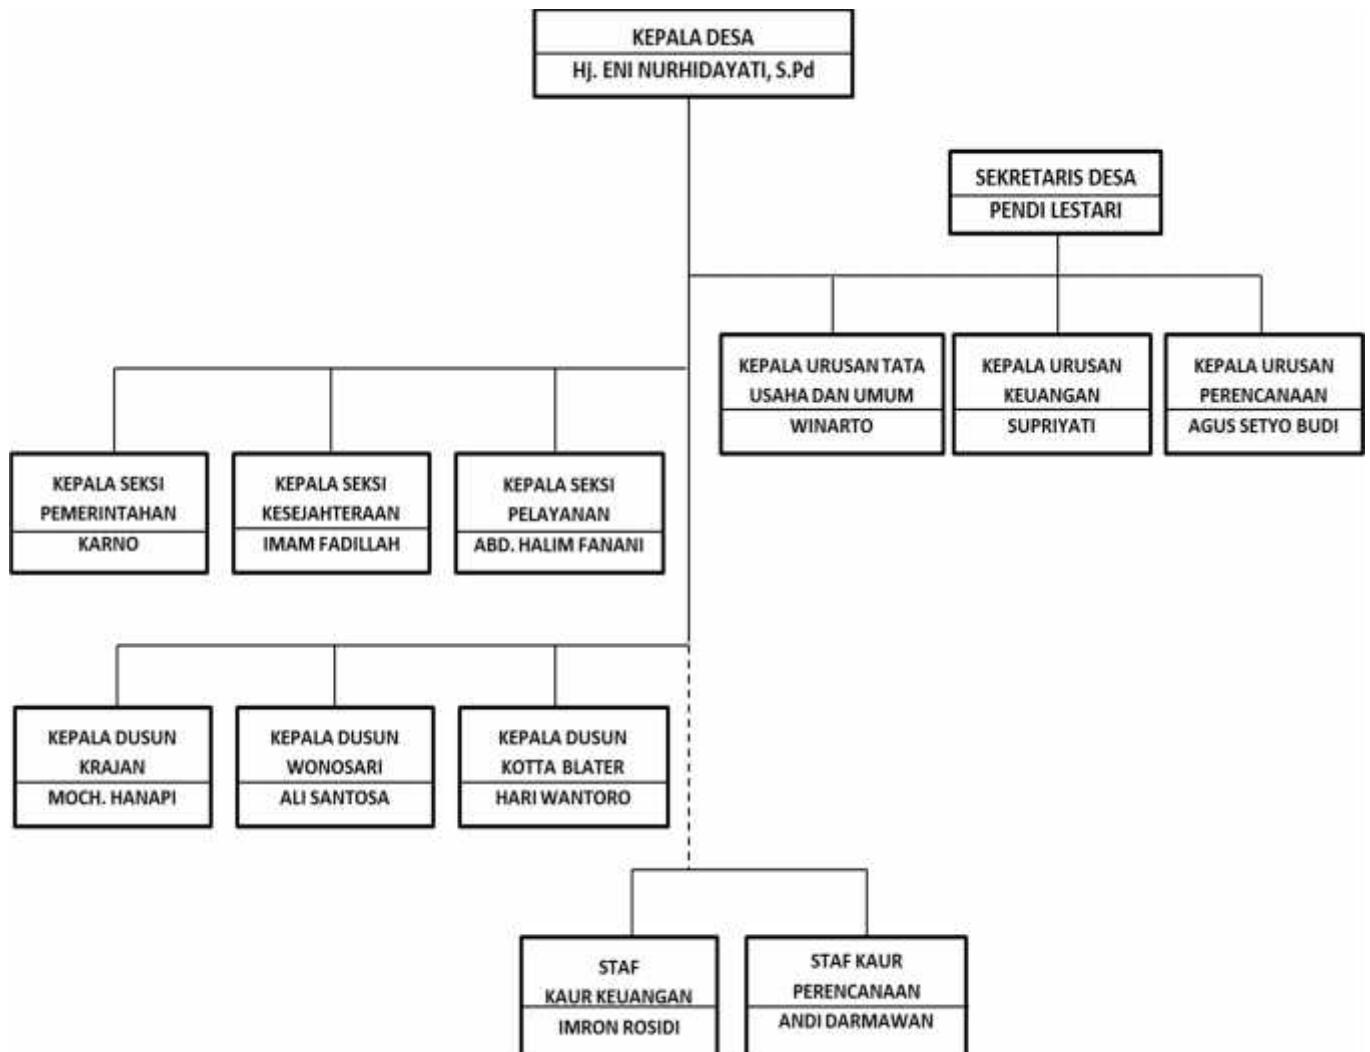 KEPALA DESA
Hj. ENI NURHIDAYATI, S.Pd
SEKRETARIS DESA
PENDI LESTARI
KEPALA URUSAN TATA
USAHA DAN UMUM
WINARTO
KEPALA URUSAN
KEUANGAN
SUPRIYATI
KEPALA URUSAN
PERENCANAAN
AGUS SETYO BUDI
KEPALA SEKSI
PEMERINTAHAN
KARNO
KEPALA SEKSI
KESEJAHTERAAN
IMAM FADILLAH
KEPALA SEKSI
PELAYANAN
ABD. HALIM FANANI
KEPALA DUSUN
KRAJAN
MOCH. HANAPI
KEPALA DUSUN
WONOSARI
ALI SANTOSA
KEPALA DUSUN
KOTTA BLATER
HARI WANTORO
STAF
KAUR KEUANGAN
IMRON ROSIDI
STAF KAUR
PERENCANAAN
ANDI DARMAWAN